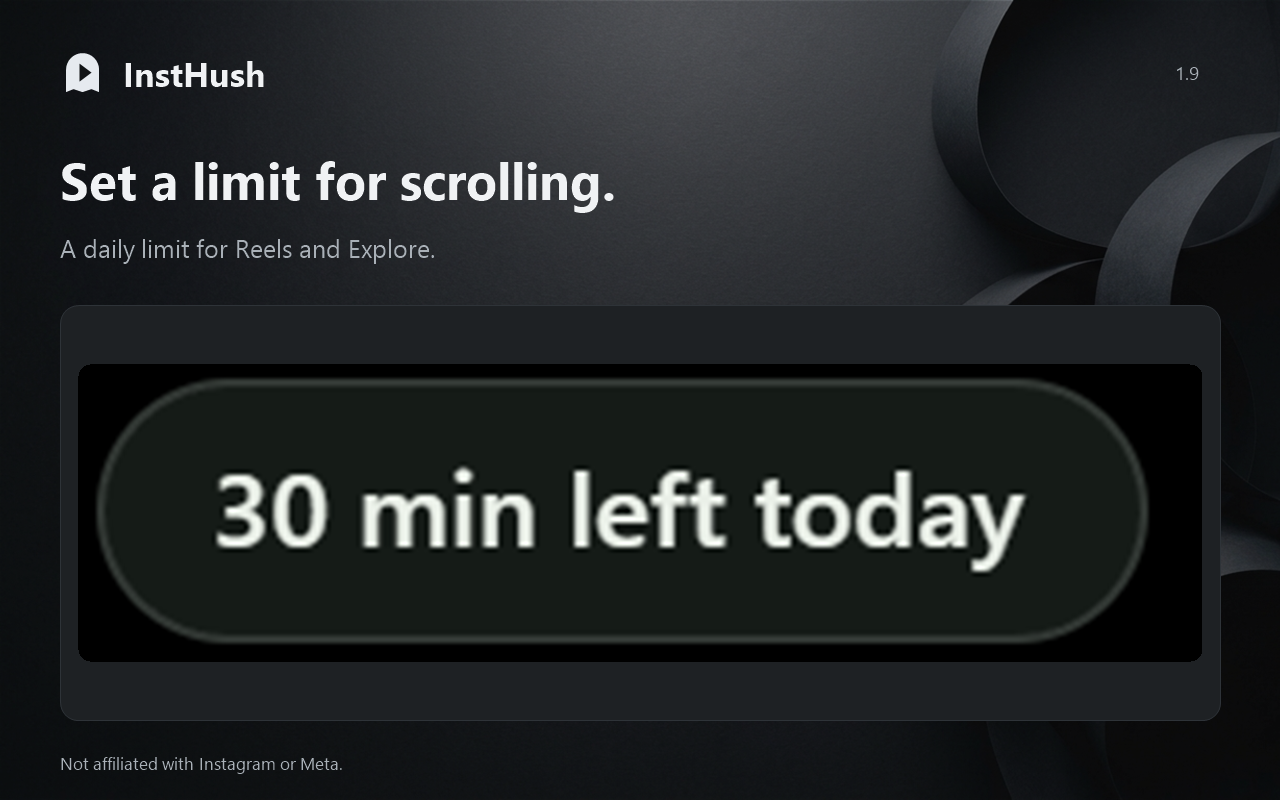 InstHush
1.9
Set a limit for scrolling.
A daily limit for Reels and Explore.
30 min left today
Not affiliated with Instagram or Meta.